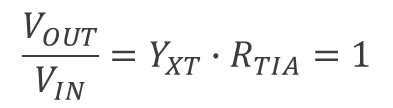 V_OUT / V_IN = Y_XT · R_TIA = 1